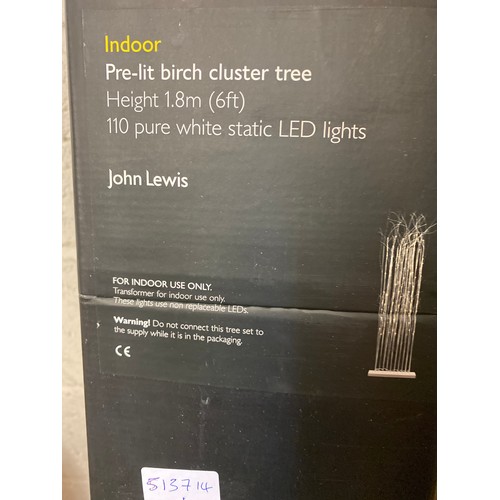 Indoor
Pre-lit birch cluster tree
Height 1.8m (6ft)
110 pure white static LED lights
John Lewis
FOR INDOOR USE ONLY.
Transformer for indoor use only.
These lights use non replaceable LEDs.
Warning! Do not connect this tree set to
the supply while it is in the packaging.
CE
513714